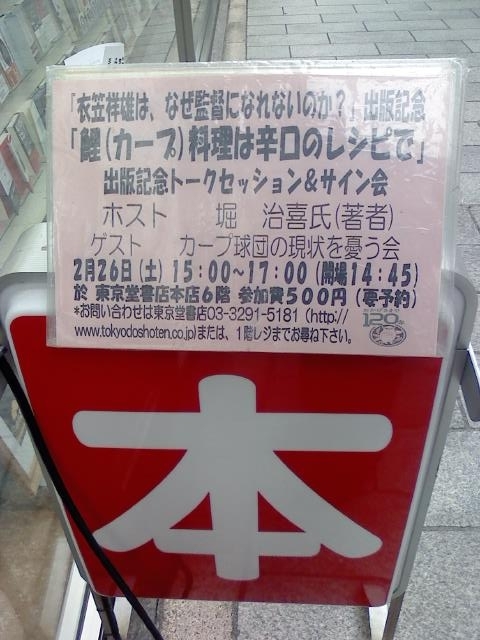 「衣笠祥雄は、なぜ監督になれないのか?」出版記念
「鯉(カープ)料理は辛口のレシピで」
出版記念トークセッション&サイン会
ホスト 堀 治喜氏(著者)
ゲスト カープ球団の現状を憂う会
2月26日(土) 15:00~17:00 (開場14:45)
於 東京堂書店本店6階 参加費500円 (要予約)
*お問い合わせは東京堂書店03-3291-5181 (http://
www.tokyodoshoten.co.jp)または、1階レジまでお尋ね下さい。
120
本